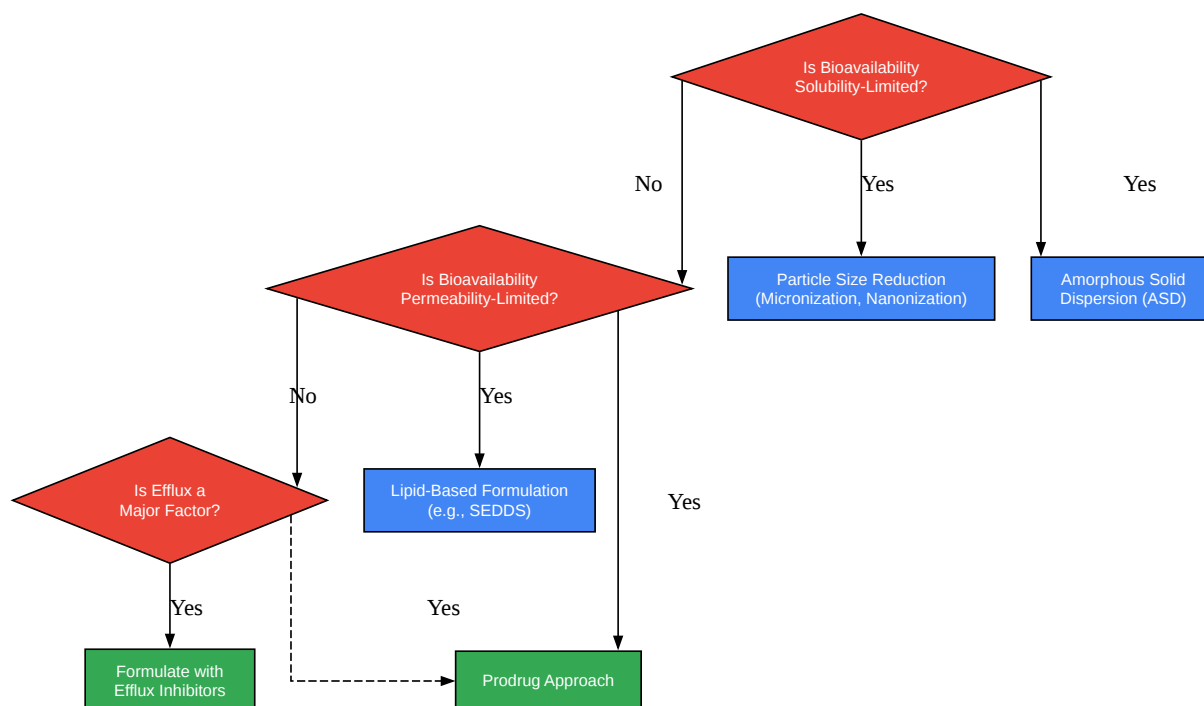 Is Bioavailability
Solubility-Limited?
No
Yes
Yes
Is Bioavailability
Permeability-Limited?
Particle Size Reduction
(Micronization, Nanonization)
Amorphous Solid
Dispersion (ASD)
No
Yes
Is Efflux a
Major Factor?
Lipid-Based Formulation
(e.g., SEDDS)
Yes
Yes
Yes
Formulate with
Efflux Inhibitors
Prodrug Approach